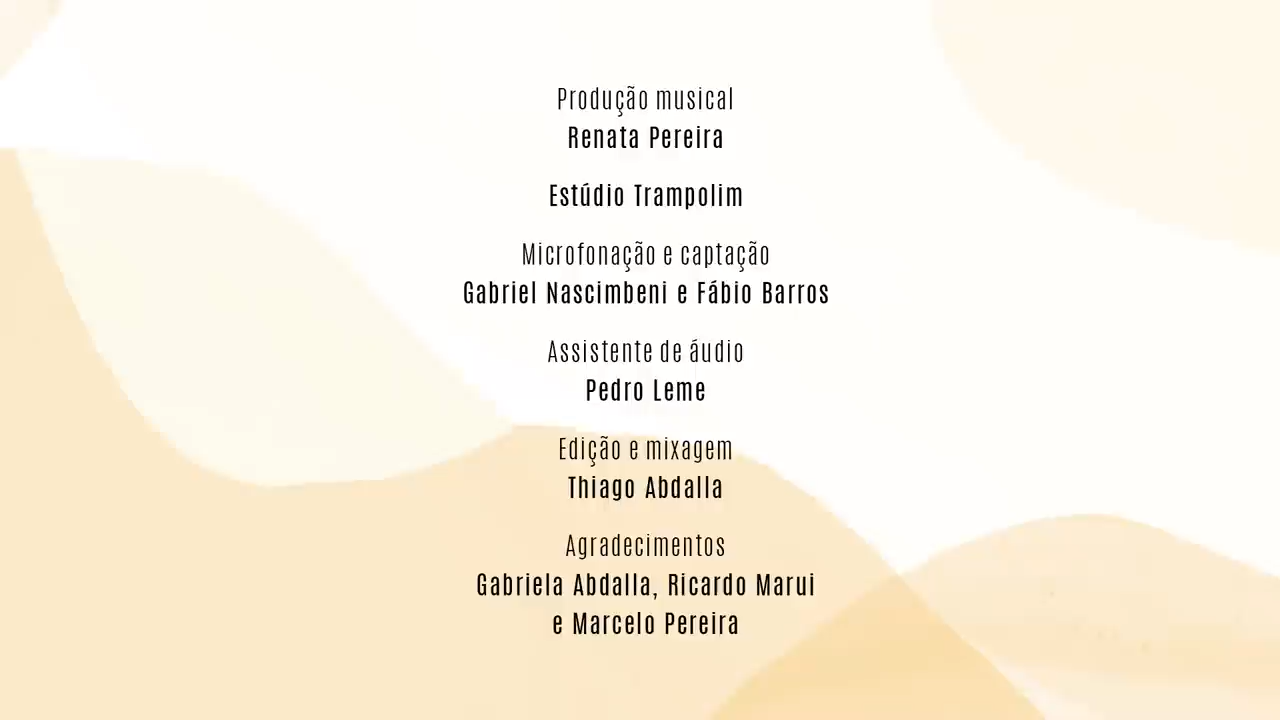 Produção musical
Renata Pereira
Estúdio Trampolim
Microfonação e captação
Gabriel Nascimbeni e Fábio Barros
Assistente de áudio
Pedro Leme
Edição e mixagem
Thiago Abdalla
Agradecimentos
Gabriela Abdalla, Ricardo Marui
e Marcelo Pereira